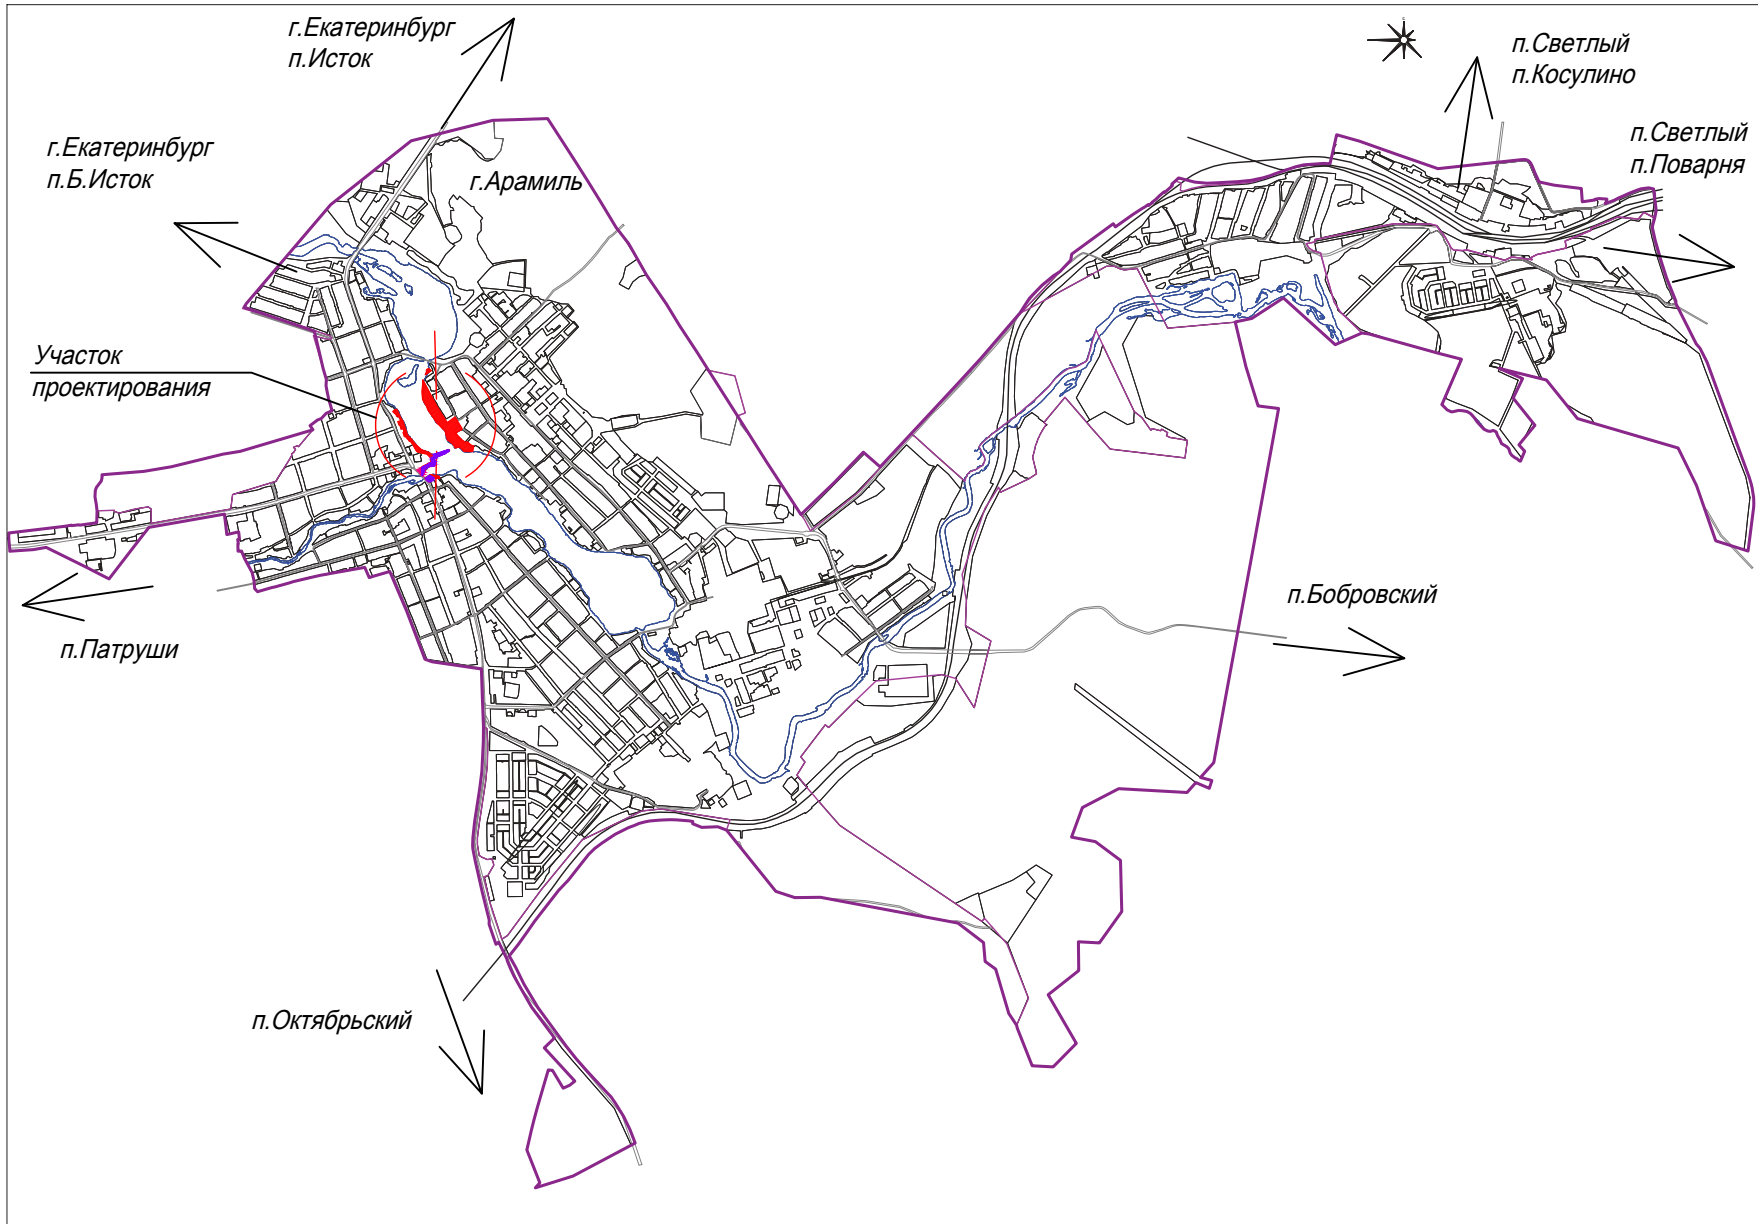 г.Екатеринбург
п.Исток
п.Светлый
п.Косулино
п.Светлый
п.Поварня
г.Екатеринбург
п.Б.Исток
г.Арамиль
Участок
проектирования
п.Бобровский
п.Патруши
п.Октябрьский